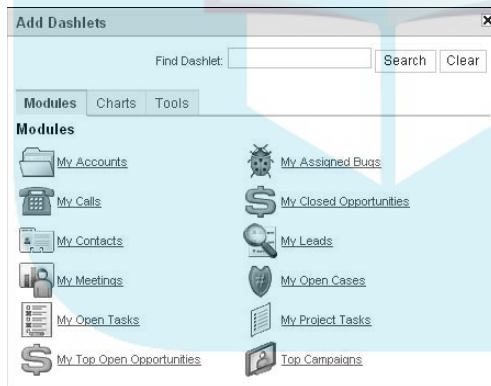 Add Dashlets
Find Dashlet: Search Clear
Modules Charts Tools
Modules
My Accounts My Assigned Bugs
My Calls My Closed Opportunities
My Contacts My Leads
My Meetings My Open Cases
My Open Tasks My Project Tasks
My Top Open Opportunities Top Campaigns